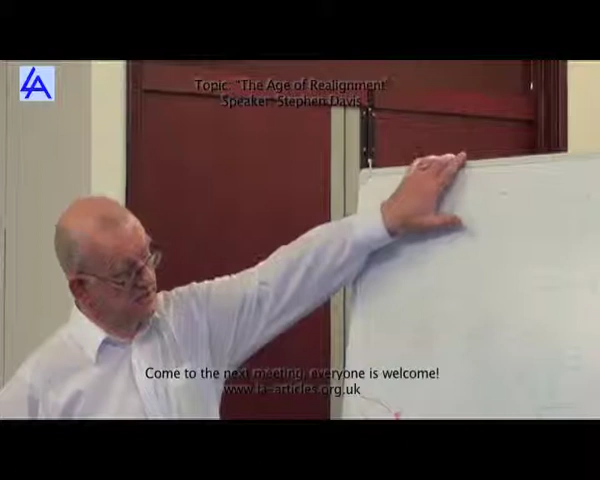 LA
Topic: "The Age of Realignment"
Speaker: Stephen Davis
Come to the next meeting, everyone is welcome!
www.la-articles.org.uk